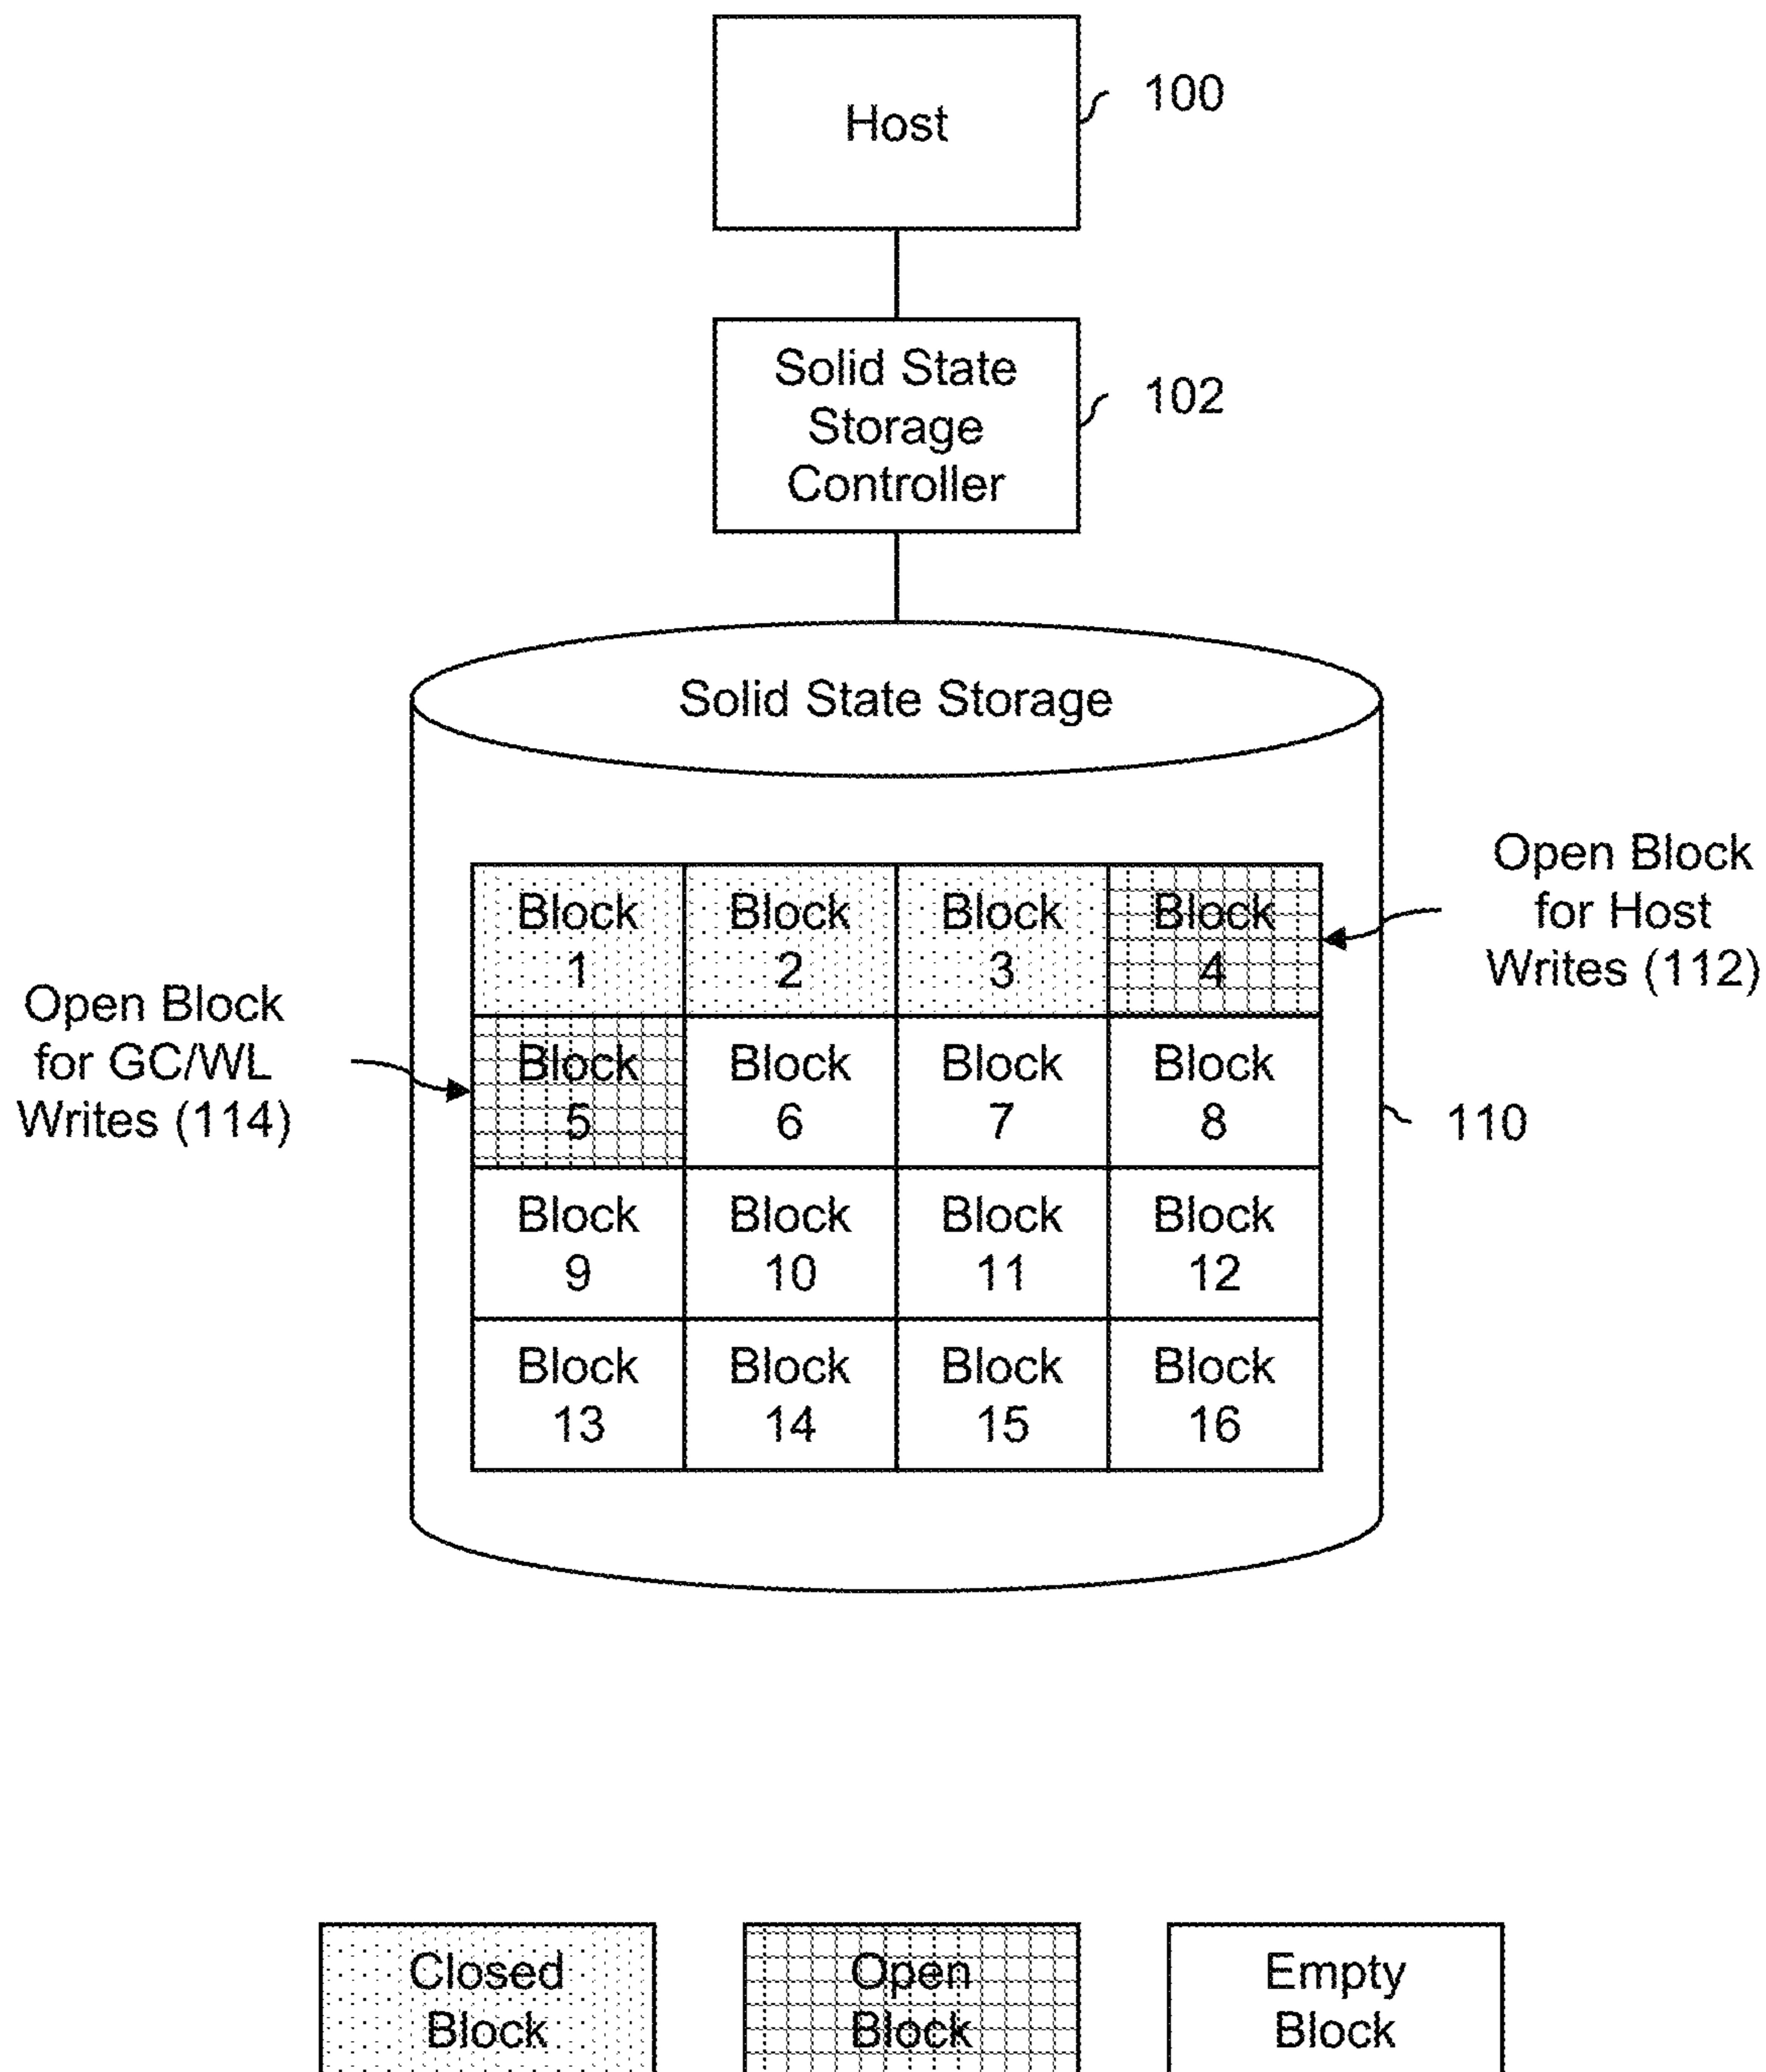 Host
100
Solid State
Storage
Controller
102
Solid State Storage
Open Block
for Host
Writes (112)
Block
1
Block
2
Block
3
Block
4
Open Block
for GC/WL
Writes (114)
Block
5
Block
6
Block
7
Block
8
110
Block
9
Block
10
Block
11
Block
12
Block
13
Block
14
Block
15
Block
16
Closed
Block
Open
Block
Empty
Block